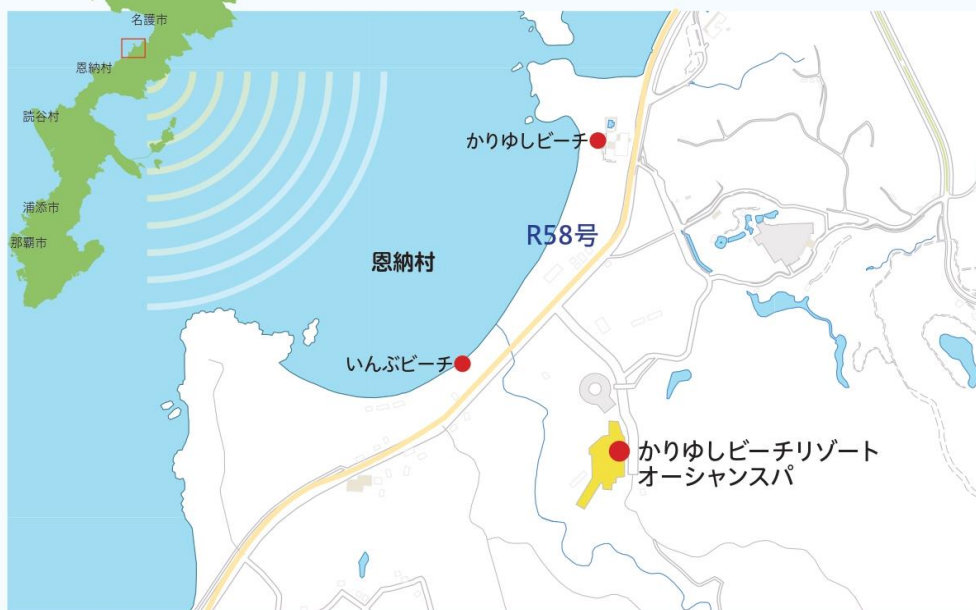 名護市
恩納村
読谷村
浦添市
那覇市
かりゆしビーチ
R58号
恩納村
いんぶビーチ
かりゆしビーチリゾート
オーシャンスパ